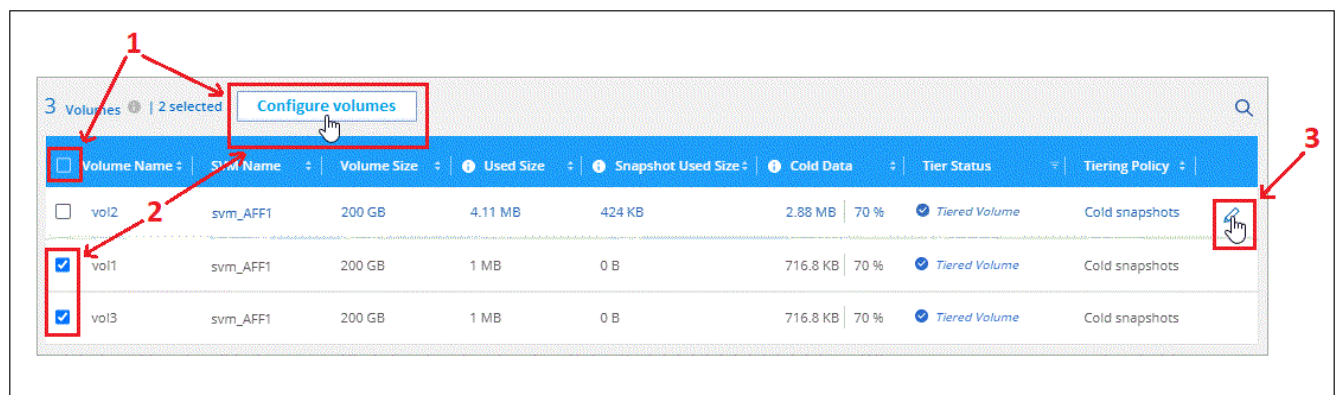 1
3 Volumes | 2 selected Configure volumes
3
Volume Name SVM Name Volume Size Used Size Snapshot Used Size Cold Data Tier Status Tiering Policy
2
vol2 svm_AFF1 200 GB 4.11 MB 424 KB 2.88 MB 70 % Tiered Volume Cold snapshots
vol1 svm_AFF1 200 GB 1 MB 0 B 716.8 KB 70 % Tiered Volume Cold snapshots
vol3 svm_AFF1 200 GB 1 MB 0 B 716.8 KB 70 % Tiered Volume Cold snapshots